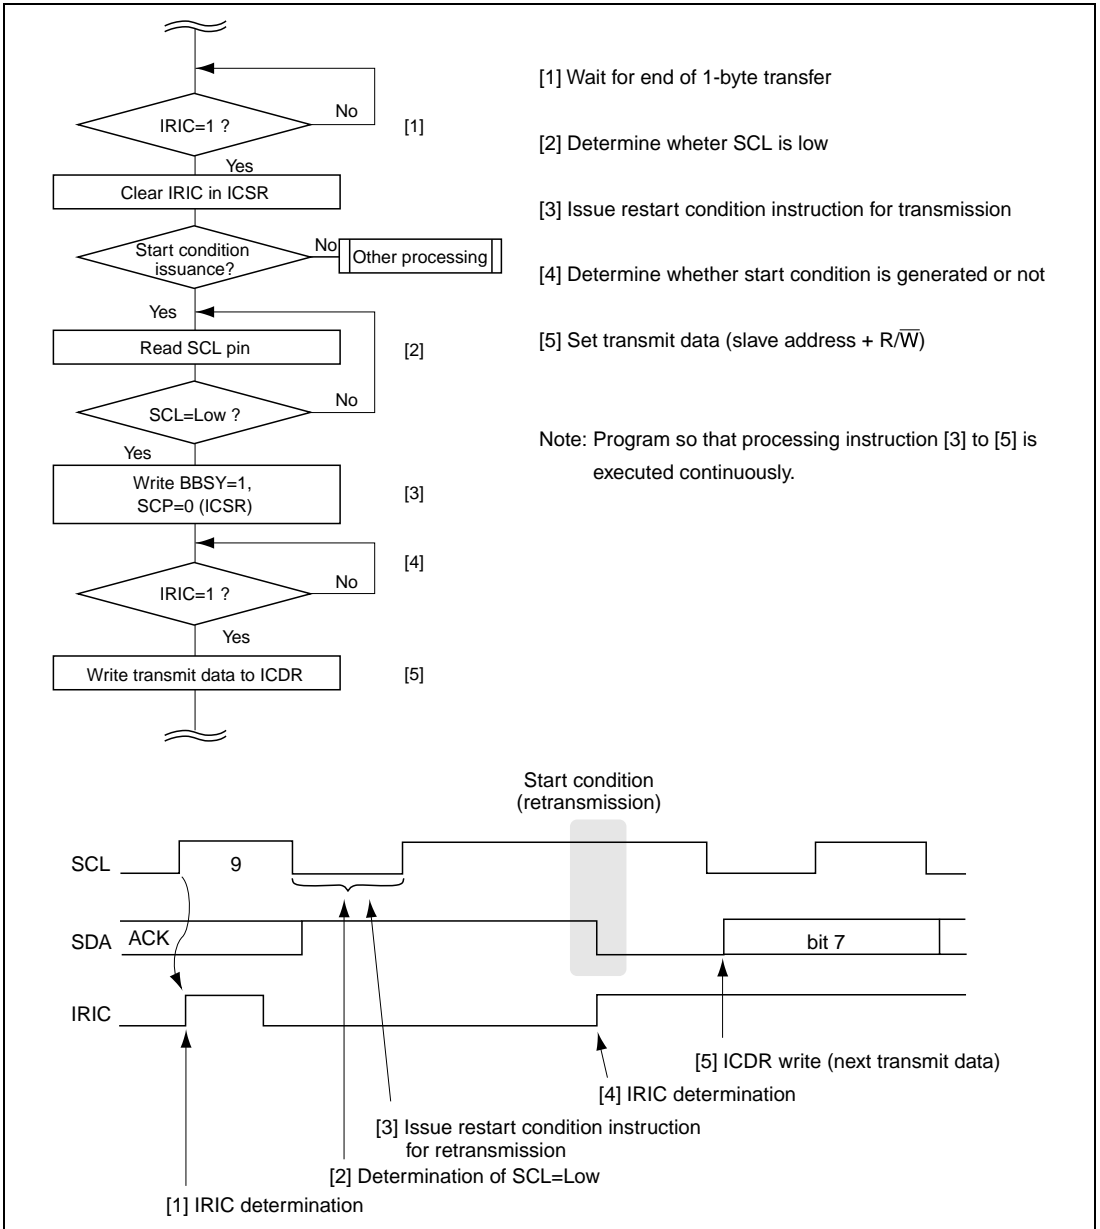 IRIC=1 ?
No
[1]
Yes
Clear IRIC in ICSR
Start condition
issuance?
No
Other processing
Yes
Read SCL pin
[2]
SCL=Low ?
No
Yes
Write BBSY=1,
SCP=0 (ICSR)
[3]
[4]
IRIC=1 ?
No
Yes
Write transmit data to ICDR
[5]
[1] Wait for end of 1-byte transfer
[2] Determine wheter SCL is low
[3] Issue restart condition instruction for transmission
[4] Determine whether start condition is generated or not
[5] Set transmit data (slave address + R/W̅)
Note: Program so that processing instruction [3] to [5] is
executed continuously.
Start condition
(retransmission)
SCL
9
SDA
ACK
bit 7
IRIC
[5] ICDR write (next transmit data)
[4] IRIC determination
[3] Issue restart condition instruction
for retransmission
[2] Determination of SCL=Low
[1] IRIC determination